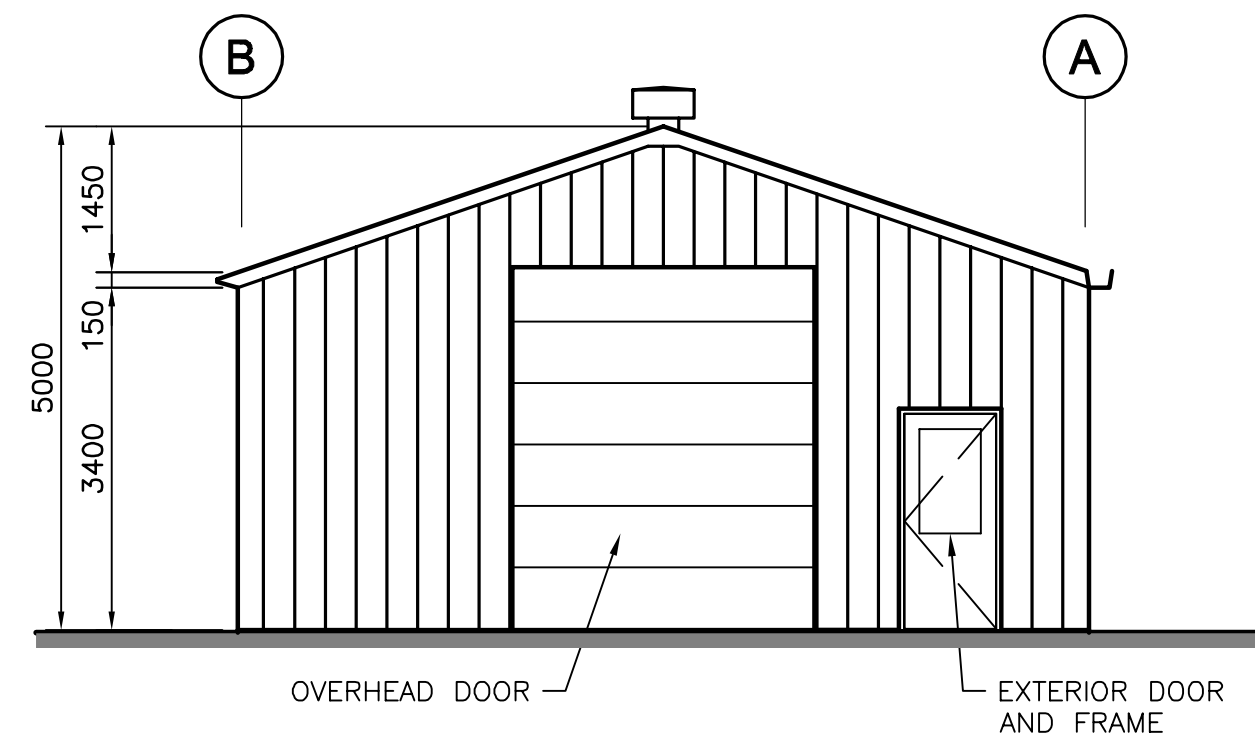 B
A
1450
150
5000
3400
OVERHEAD DOOR
EXTERIOR DOOR
AND FRAME